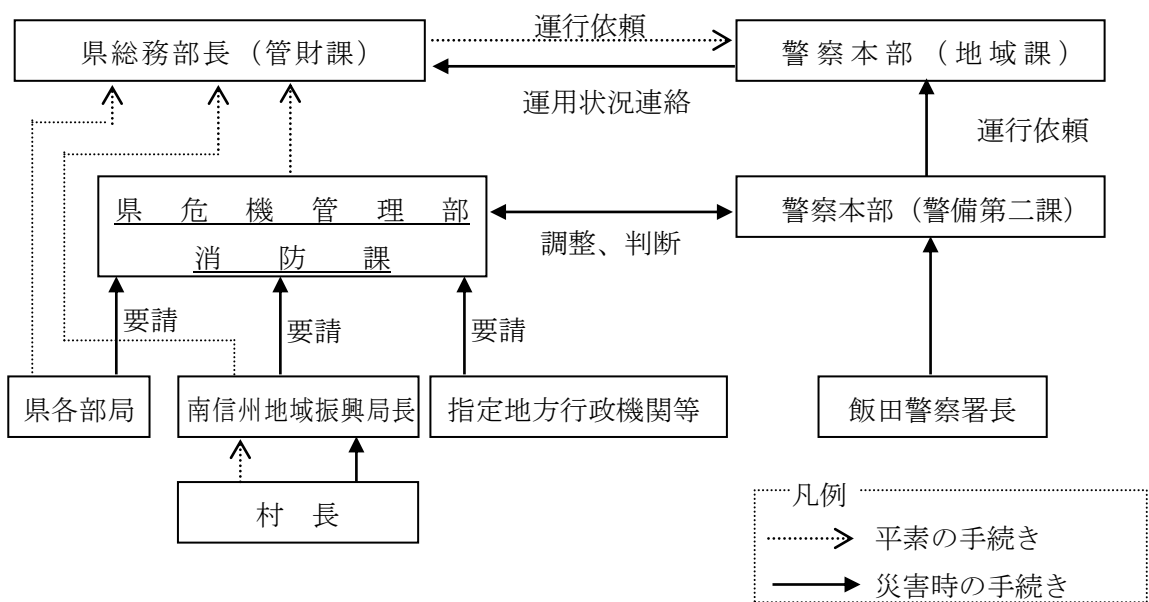 運行依頼
県総務部長（管財課）
警察本部（地域課）
運用状況連絡
運行依頼
県危機管理部
消防課
警察本部（警備第二課）
調整、判断
要請
要請
要請
県各部局
南信州地域振興局長
指定地方行政機関等
飯田警察署長
村長
凡例
平素の手続き
災害時の手続き